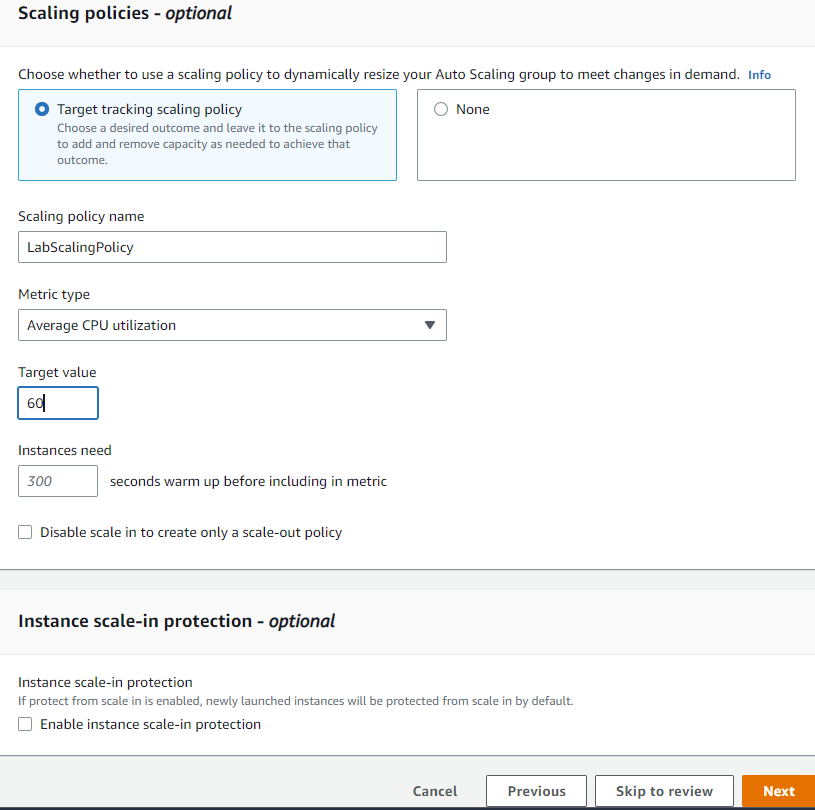 Scaling policies - optional
Choose whether to use a scaling policy to dynamically resize your Auto Scaling group to meet changes in demand. Info
Target tracking scaling policy
Choose a desired outcome and leave it to the scaling policy
to add and remove capacity as needed to achieve that
outcome.
None
Scaling policy name
LabScalingPolicy
Metric type
Average CPU utilization
Target value
60
Instances need
300 seconds warm up before including in metric
Disable scale in to create only a scale-out policy
Instance scale-in protection - optional
Instance scale-in protection
If protect from scale in is enabled, newly launched instances will be protected from scale in by default.
Enable instance scale-in protection
Cancel Previous Skip to review Next